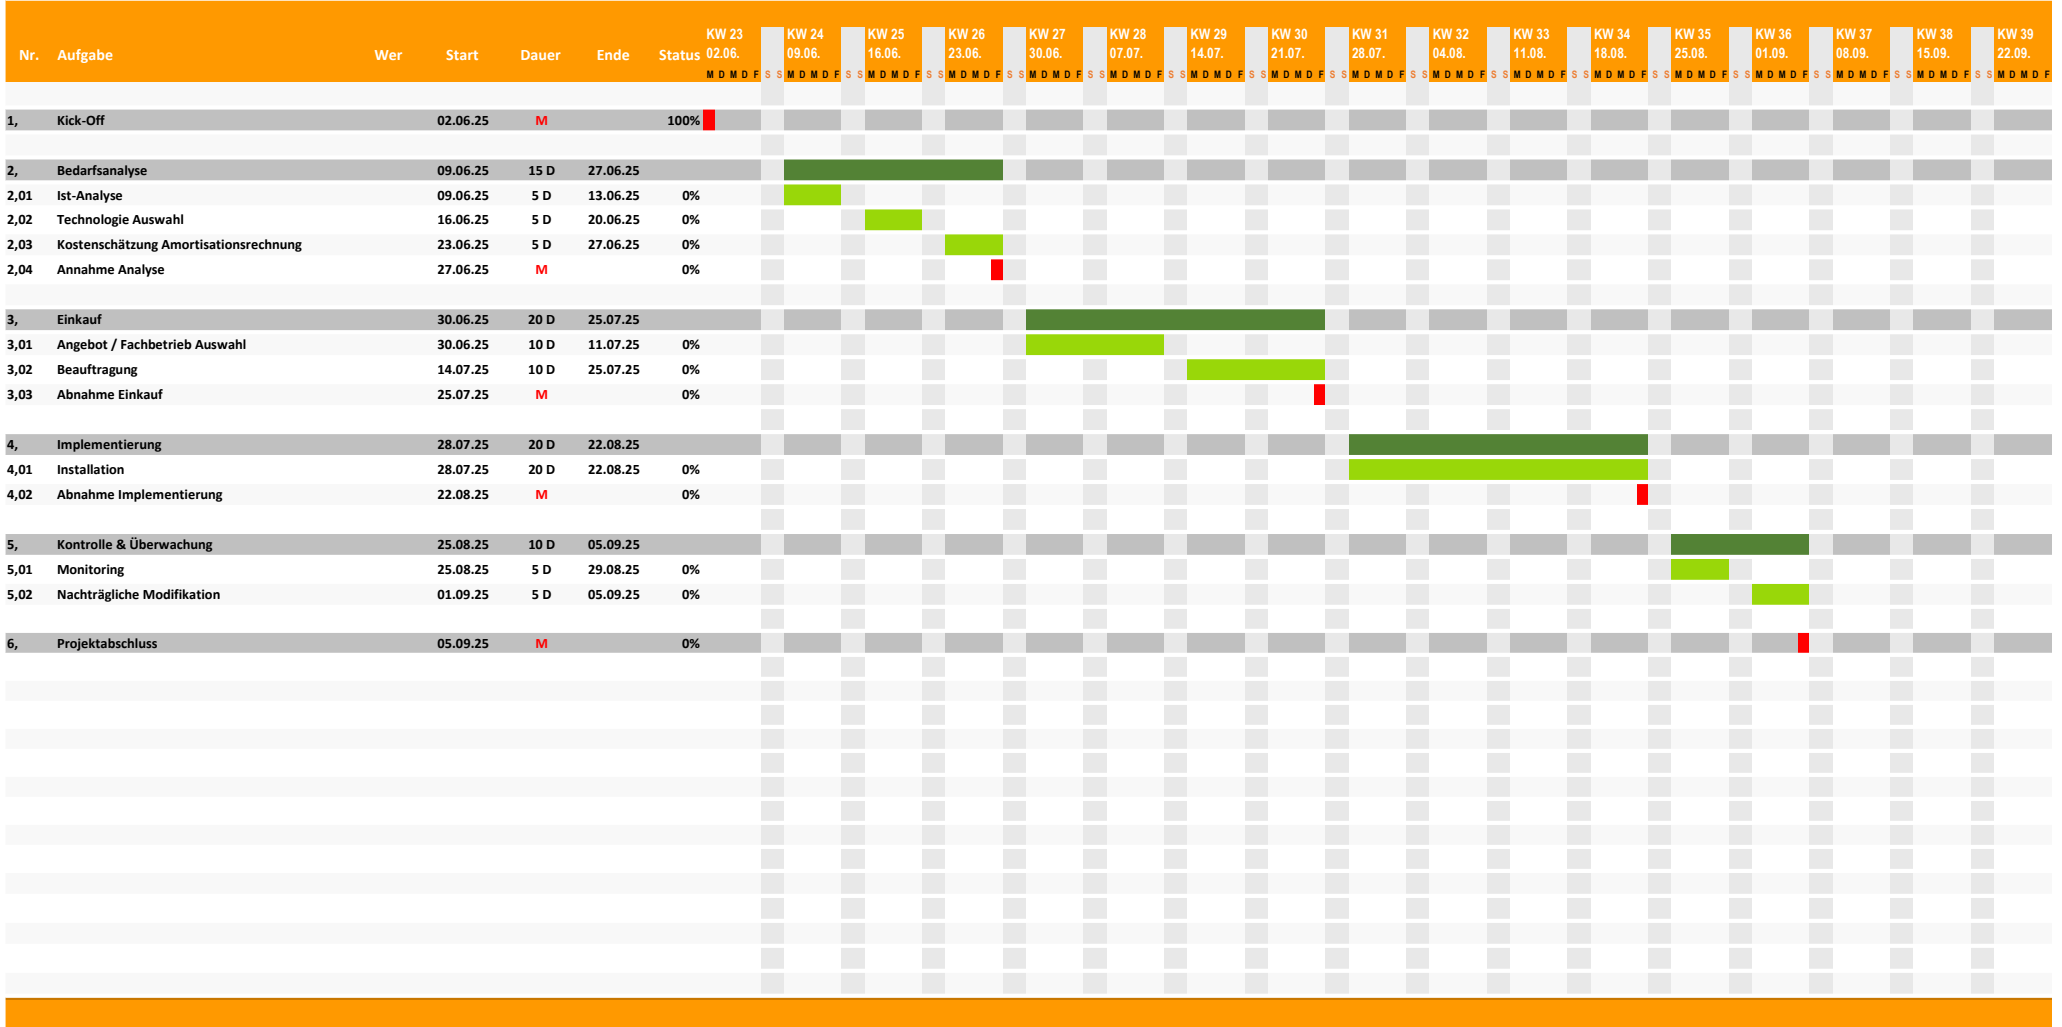 KW 23 KW 24 KW 25 KW 26 KW 27 KW 28 KW 29 KW 30 KW 31 KW 32 KW 33 KW 34 KW 35 KW 36 KW 37 KW 38 KW 39
Nr. Aufgabe Wer Start Dauer Ende Status 02.06. 09.06. 16.06. 23.06. 30.06. 07.07. 14.07. 21.07. 28.07. 04.08. 11.08. 18.08. 25.08. 01.09. 08.09. 15.09. 22.09.
M D M D F S S M D M D F S S M D M D F S S M D M D F S S M D M D F S S M D M D F S S M D M D F S S M D M D F S S M D M D F S S M D M D F S S M D M D F S S M D M D F S S M D M D F S S M D M D F S S M D M D F S S M D M D F S S M D M D F
1, Kick-Off 02.06.25 M 100%
2, Bedarfsanalyse 09.06.25 15 D 27.06.25
2,01 Ist-Analyse 09.06.25 5 D 13.06.25 0%
2,02 Technologie Auswahl 16.06.25 5 D 20.06.25 0%
2,03 Kostenschätzung Amortisationsrechnung 23.06.25 5 D 27.06.25 0%
2,04 Annahme Analyse 27.06.25 M 0%
3, Einkauf 30.06.25 20 D 25.07.25
3,01 Angebot / Fachbetrieb Auswahl 30.06.25 10 D 11.07.25 0%
3,02 Beauftragung 14.07.25 10 D 25.07.25 0%
3,03 Abnahme Einkauf 25.07.25 M 0%
4, Implementierung 28.07.25 20 D 22.08.25
4,01 Installation 28.07.25 20 D 22.08.25 0%
4,02 Abnahme Implementierung 22.08.25 M 0%
5, Kontrolle & Überwachung 25.08.25 10 D 05.09.25
5,01 Monitoring 25.08.25 5 D 29.08.25 0%
5,02 Nachträgliche Modifikation 01.09.25 5 D 05.09.25 0%
6, Projektabschluss 05.09.25 M 0%